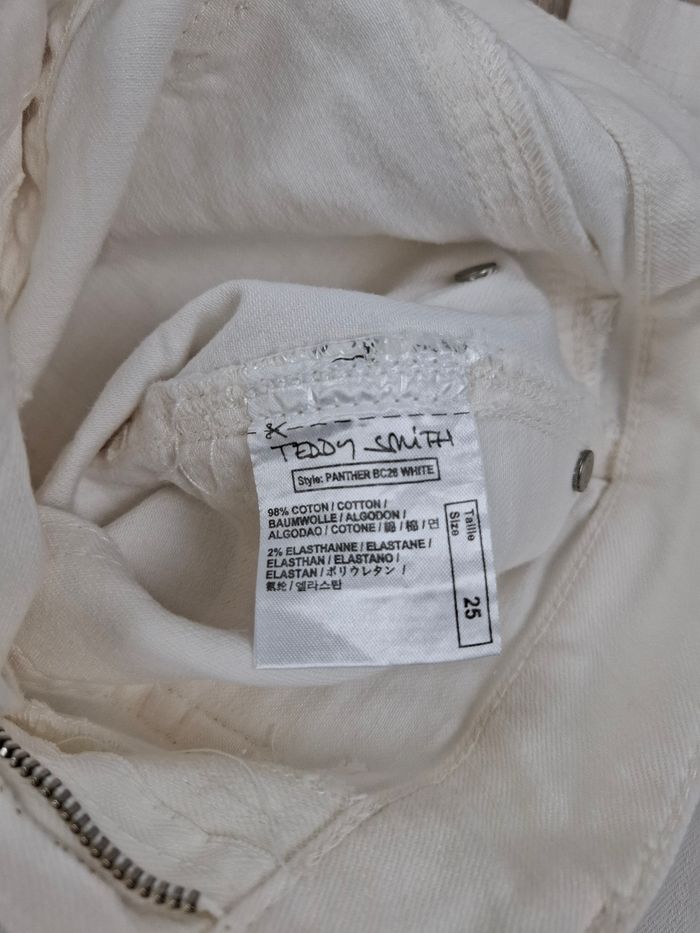 TEDDY SMITH
Style: PANTHER BC26 WHITE
98% COTON / COTTON /
BAUMWOLLE / ALGODON /
ALGODAO / COTONE / 綿 / 棉 / 면
2% ELASTHANNE / ELASTANE /
ELASTHAN / ELASTANO /
ELASTAN / ポリウレタン /
氨纶 / 엘라스탄
Taille
Size
25